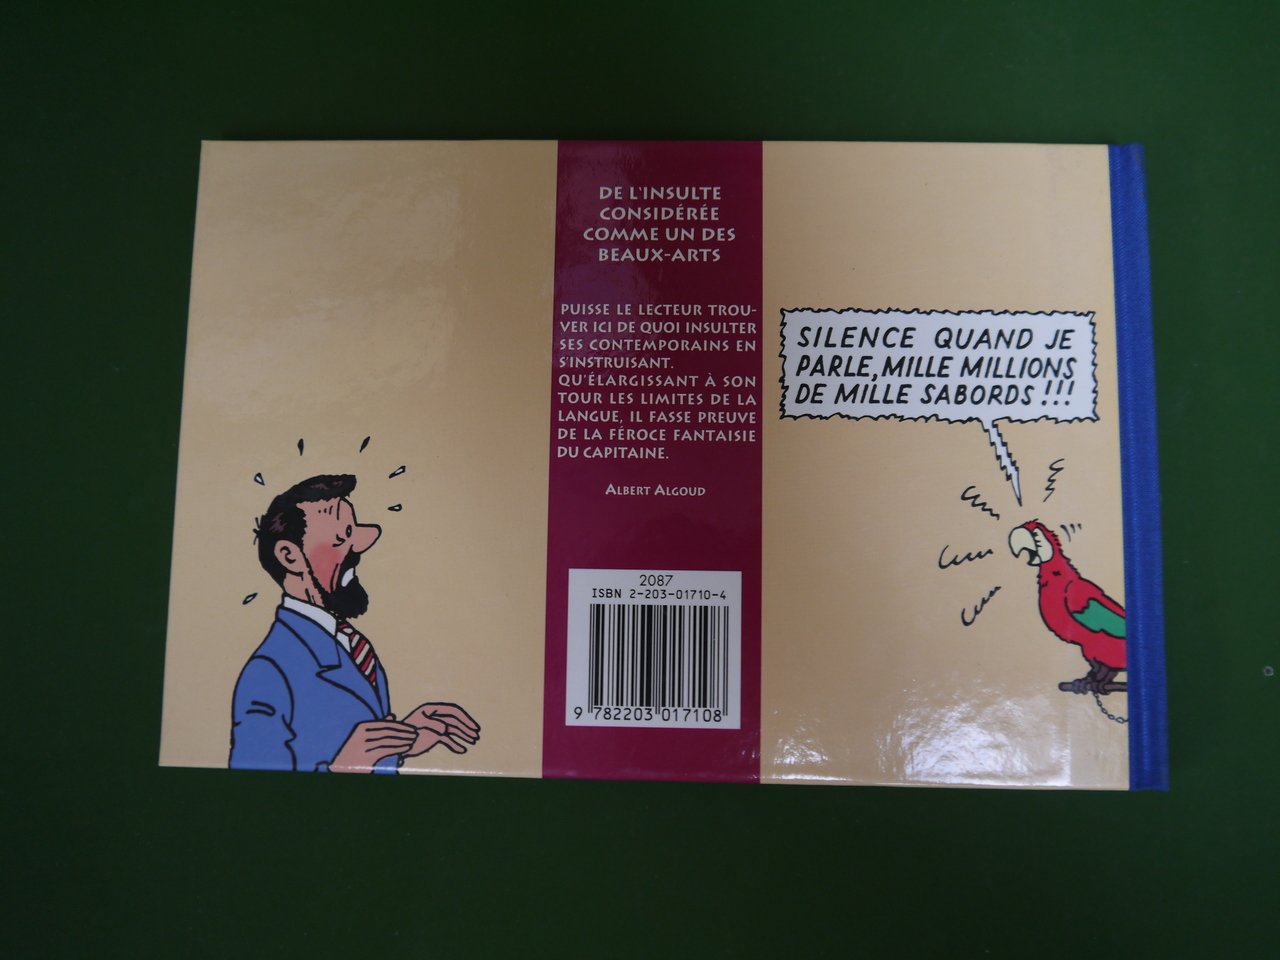 DE L'INSULTE
CONSIDÉRÉE
COMME UN DES
BEAUX-ARTS
PUISSE LE LECTEUR TROU-
VER ICI DE QUOI INSULTER
SES CONTEMPORAINS EN
S'INSTRUISANT.
QU'ÉLARGISSANT À SON
TOUR LES LIMITES DE LA
LANGUE, IL FASSE PREUVE
DE LA FÉROCE FANTAISIE
DU CAPITAINE.
ALBERT ALGOUD
2087
ISBN 2-203-01710-4
9 782203 017108
SILENCE QUAND JE
PARLE, MILLE MILLIONS
DE MILLE SABORDS !!!